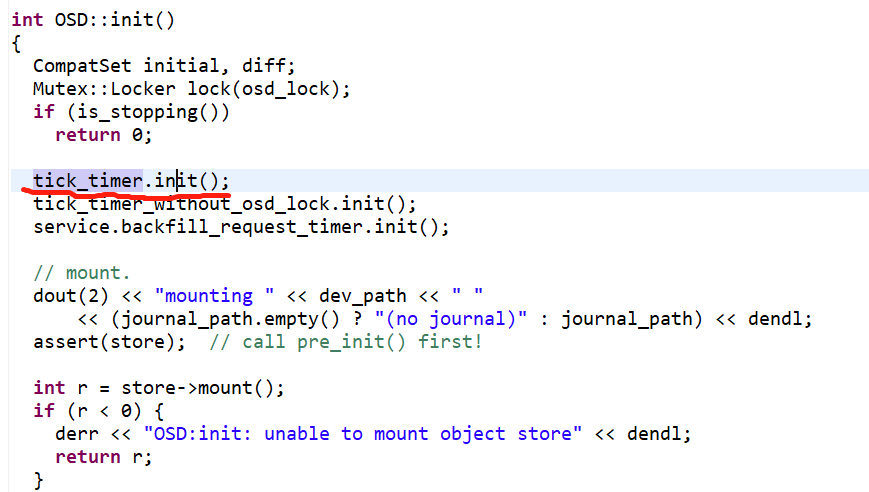 int OSD::init()
{
  CompatSet initial, diff;
  Mutex::Locker lock(osd_lock);
  if (is_stopping())
    return 0;

  tick_timer.init();
  tick_timer_without_osd_lock.init();
  service.backfill_request_timer.init();

  // mount.
  dout(2) << "mounting " << dev_path << " "
      << (journal_path.empty() ? "(no journal)" : journal_path) << dendl;
  assert(store);  // call pre_init() first!

  int r = store->mount();
  if (r < 0) {
    derr << "OSD:init: unable to mount object store" << dendl;
    return r;
  }